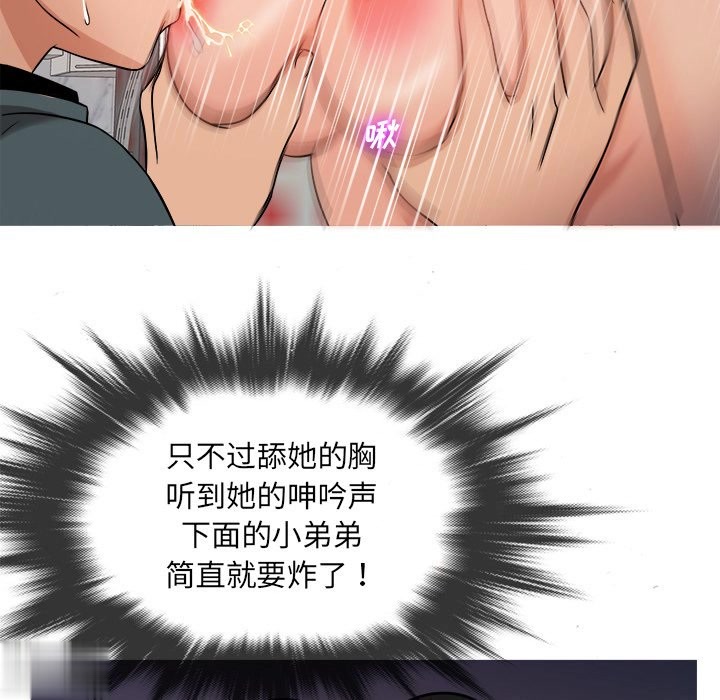 啾
只不过舔她的胸
听到她的呻吟声
下面的小弟弟
简直就要炸了！